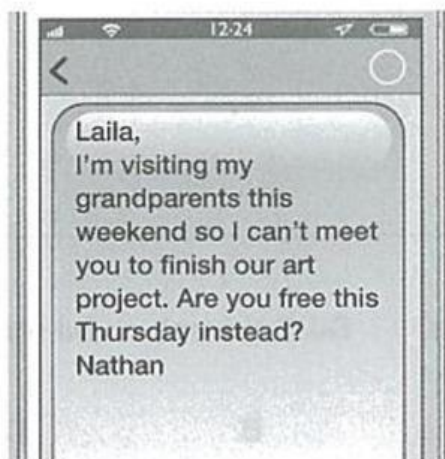 12:24
Laila,
I'm visiting my
grandparents this
weekend so I can't meet
you to finish our art
project. Are you free this
Thursday instead?
Nathan